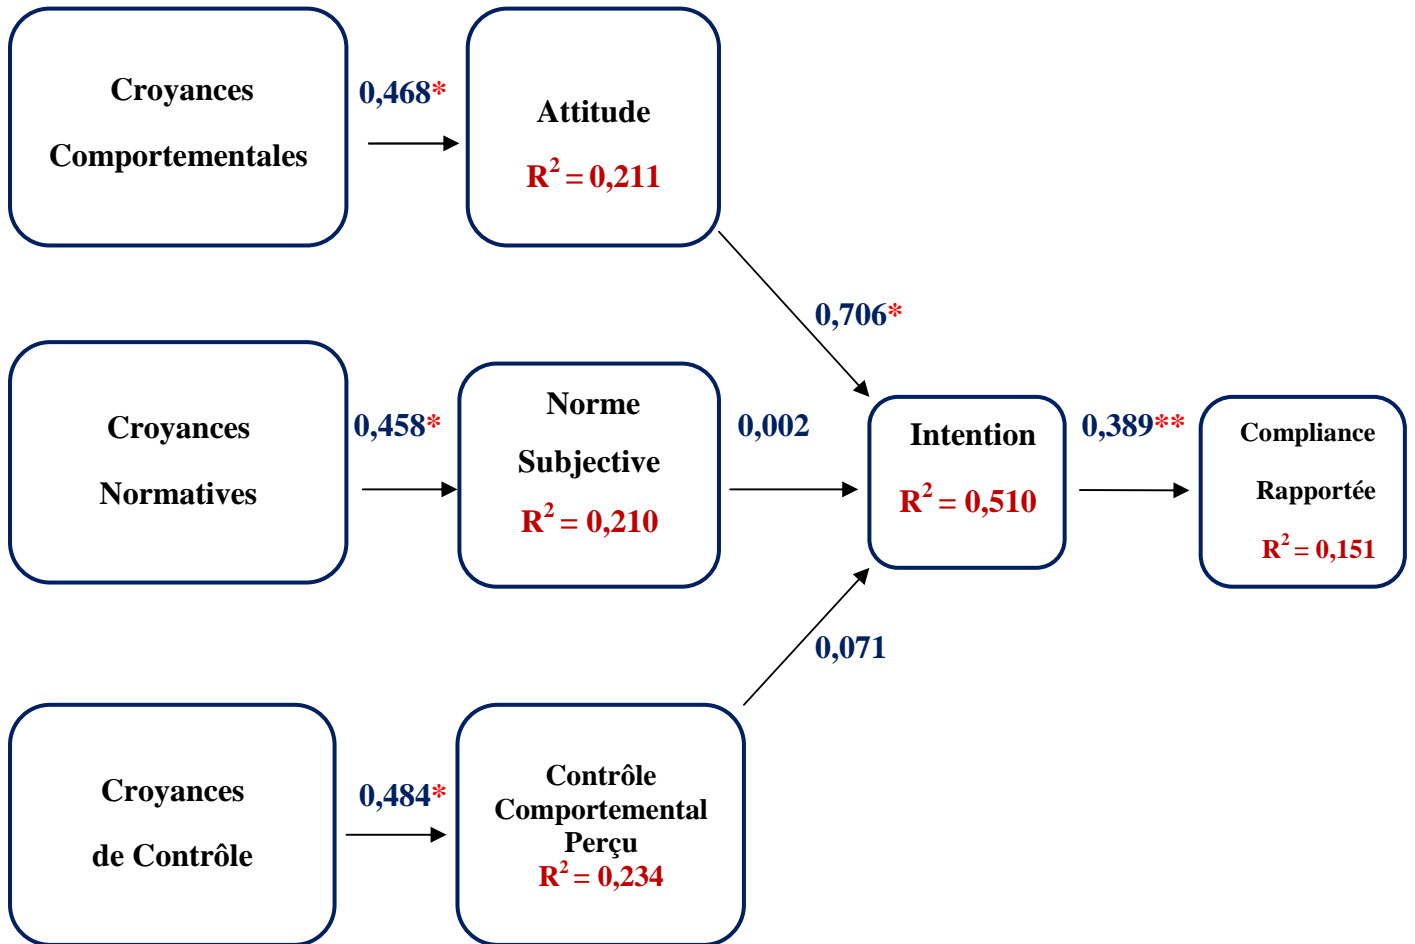 Croyances
Comportementales
0,468*
Attitude
R² = 0,211
0,706*
Croyances
Normatives
0,458*
Norme
Subjective
R² = 0,210
0,002
Intention
R² = 0,510
0,389**
Compliance
Rapportée
R² = 0,151
0,071
Croyances
de Contrôle
0,484*
Contrôle
Comportemental
Perçu
R² = 0,234